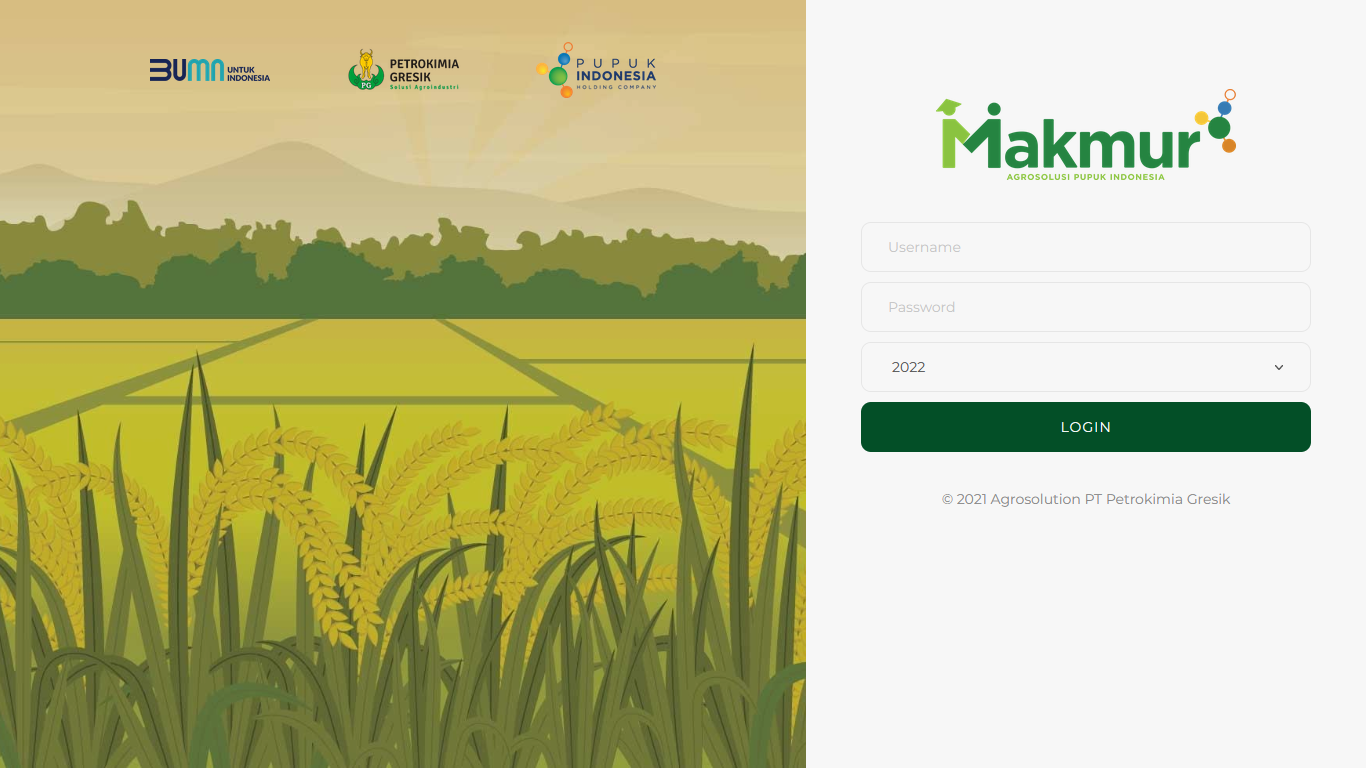 BUMN UNTUK INDONESIA
PETROKIMIA GRESIK
PG
Solusi Agroindustri
PUPUK INDONESIA
HOLDING COMPANY
Makmur
AGROSOLUSI PUPUK INDONESIA
Username
Password
2022
LOGIN
© 2021 Agrosolution PT Petrokimia Gresik